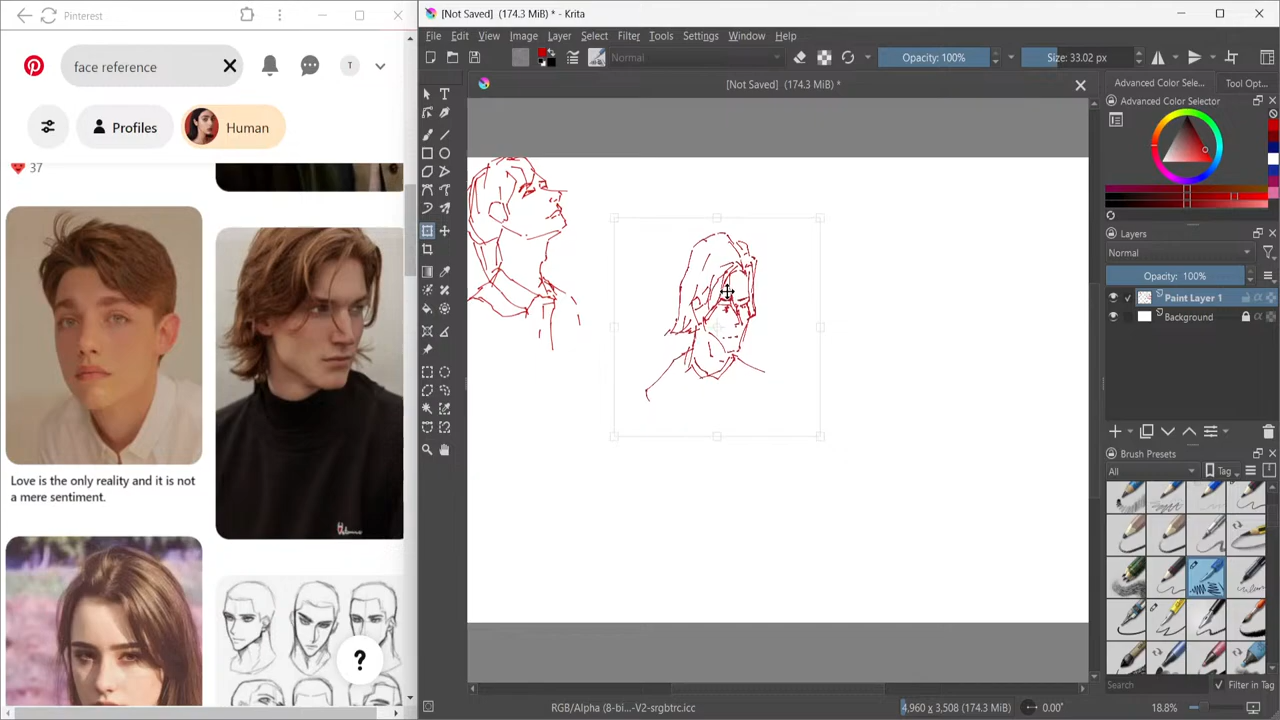 Pinterest
face reference
T
Profiles
Human
37
Love is the only reality and it is not
a mere sentiment.
?
[Not Saved] (174.3 MiB) * - Krita
File Edit View Image Layer Select Filter Tools Settings Window Help
Normal
Opacity: 100%
Size: 33.02 px
[Not Saved] (174.3 MiB) *
Advanced Color Sele... Tool Opt...
Advanced Color Selector
Layers
Normal
Opacity: 100%
Paint Layer 1
Background
Brush Presets
All
Tag
Search
Filter in Tag
RGB/Alpha (8-bi...-V2-srgbtrc.icc
4,960 x 3,508 (174.3 MiB)
0.00°
18.8%